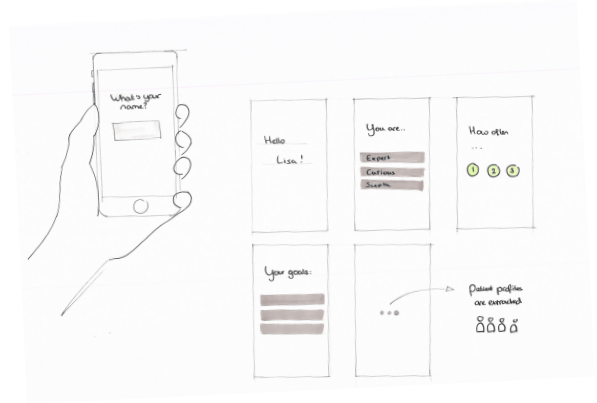 What's your
name?
Hello
Lisa!
You are..
Expert
Curious
How often
...
1 2 3
Your goals:
...
Patient profiles
are extracted